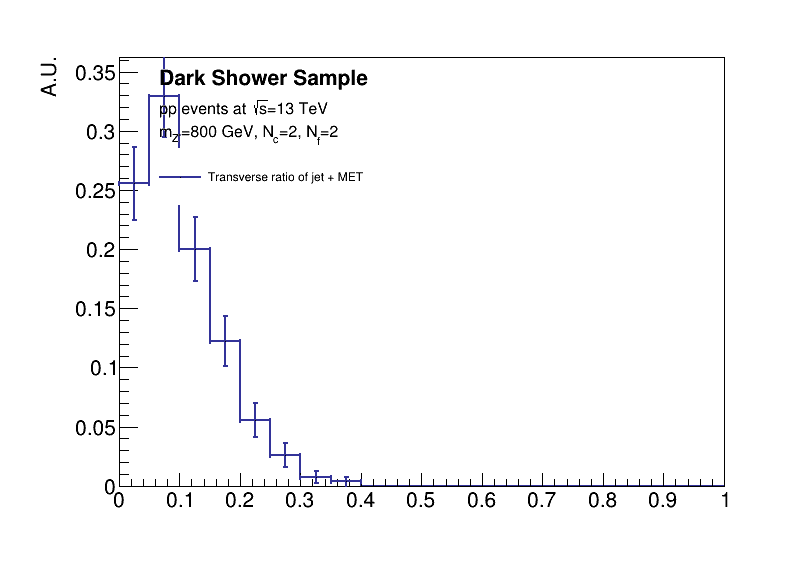 A.U.
0.35
0.3
0.25
0.2
0.15
0.1
0.05
0
Dark Shower Sample
pp events at √s=13 TeV
mZ=800 GeV, Nc=2, Nf=2
Transverse ratio of jet + MET
0 0.1 0.2 0.3 0.4 0.5 0.6 0.7 0.8 0.9 1